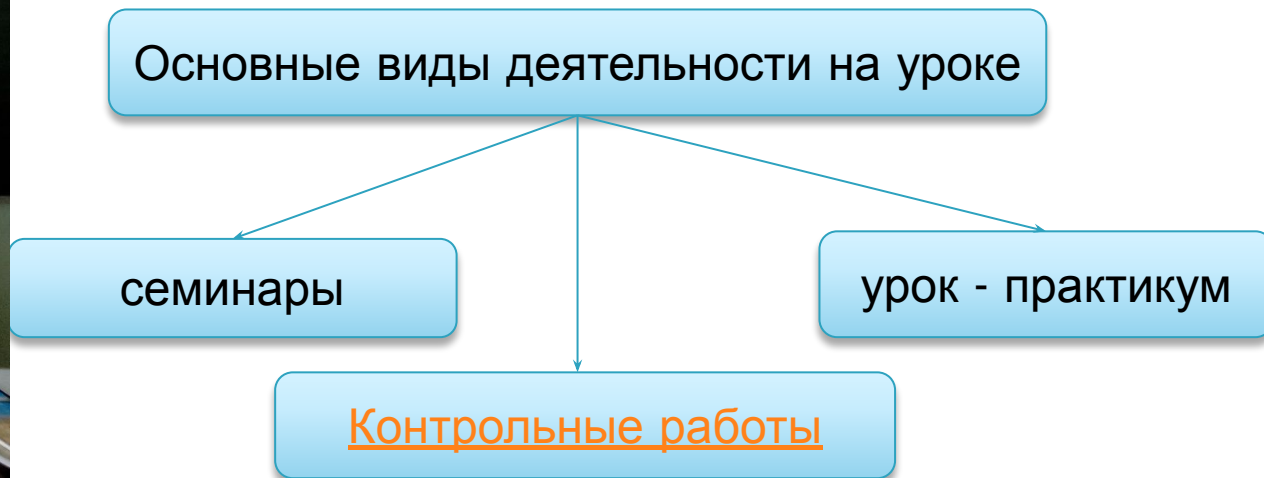 Основные виды деятельности на уроке
семинары
урок - практикум
Контрольные работы